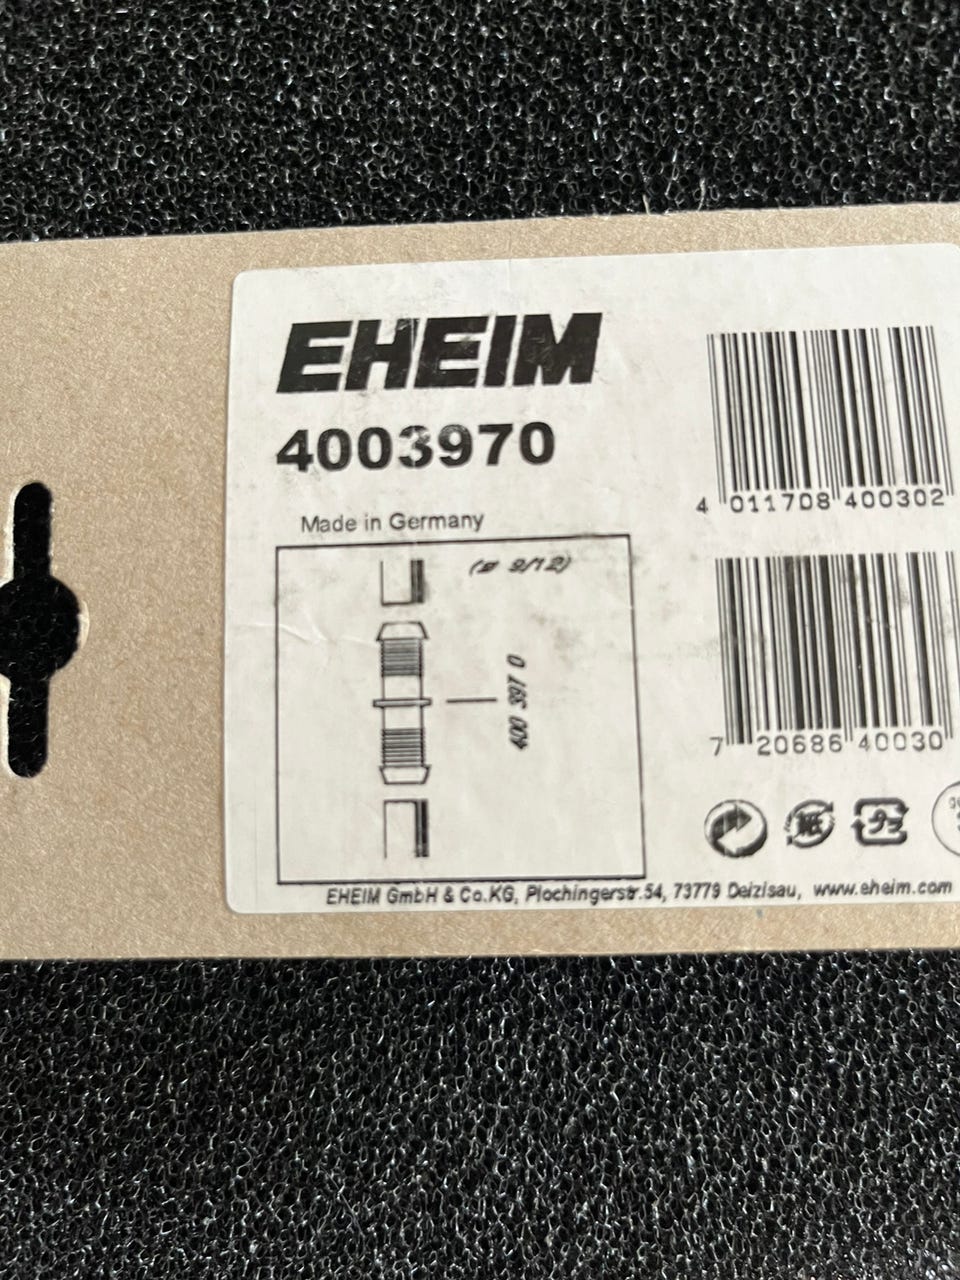 EHEIM
4003970
Made in Germany
(ø 9/12)
400 397 0
4 011708 400302
7 20686 40030
EHEIM GmbH & Co.KG, Plochingerstr.54, 73779 Deizisau, www.eheim.com